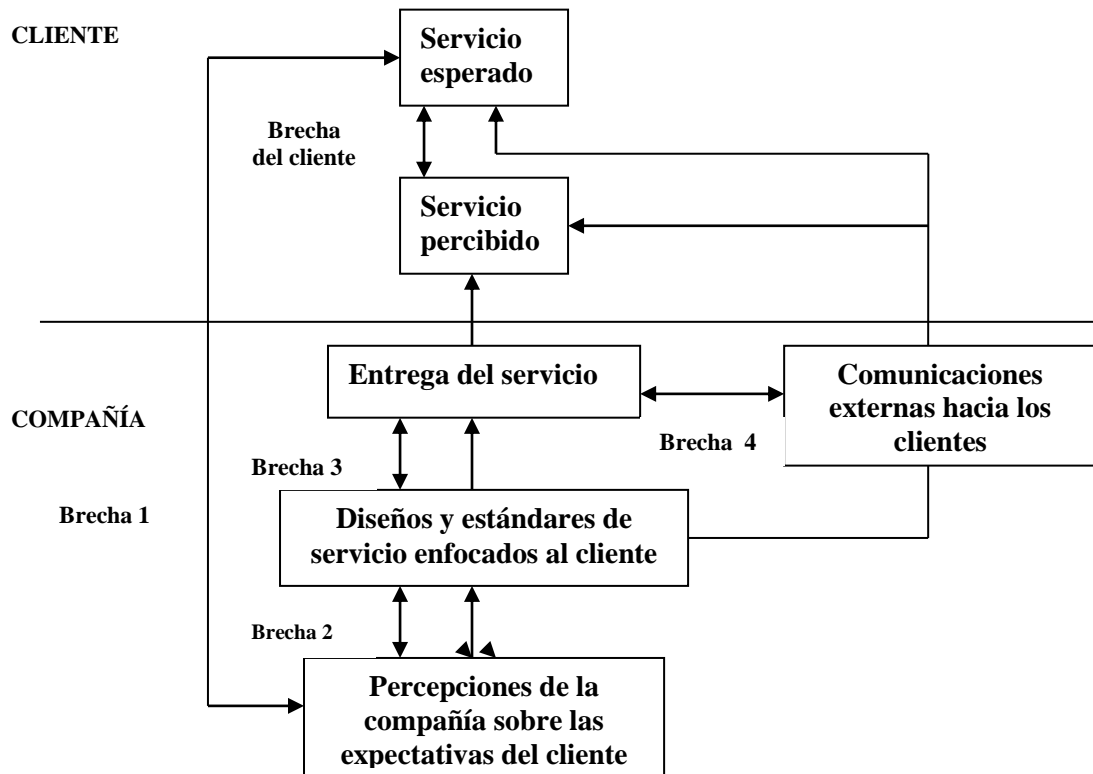 CLIENTE
Servicio
esperado
Brecha
del cliente
Servicio
percibido
Entrega del servicio
Comunicaciones
externas hacia los
clientes
COMPAÑÍA
Brecha 4
Brecha 3
Brecha 1
Diseños y estándares de
servicio enfocados al cliente
Brecha 2
Percepciones de la
compañía sobre las
expectativas del cliente